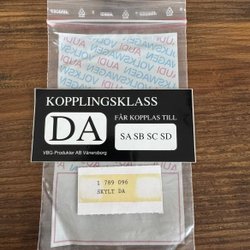 KOPPLINGSKLASS
DA
FÅR KOPPLAS TILL
SA SB SC SD
VBG Produkter AB Vänersborg
1 789 096
SKYLT DA